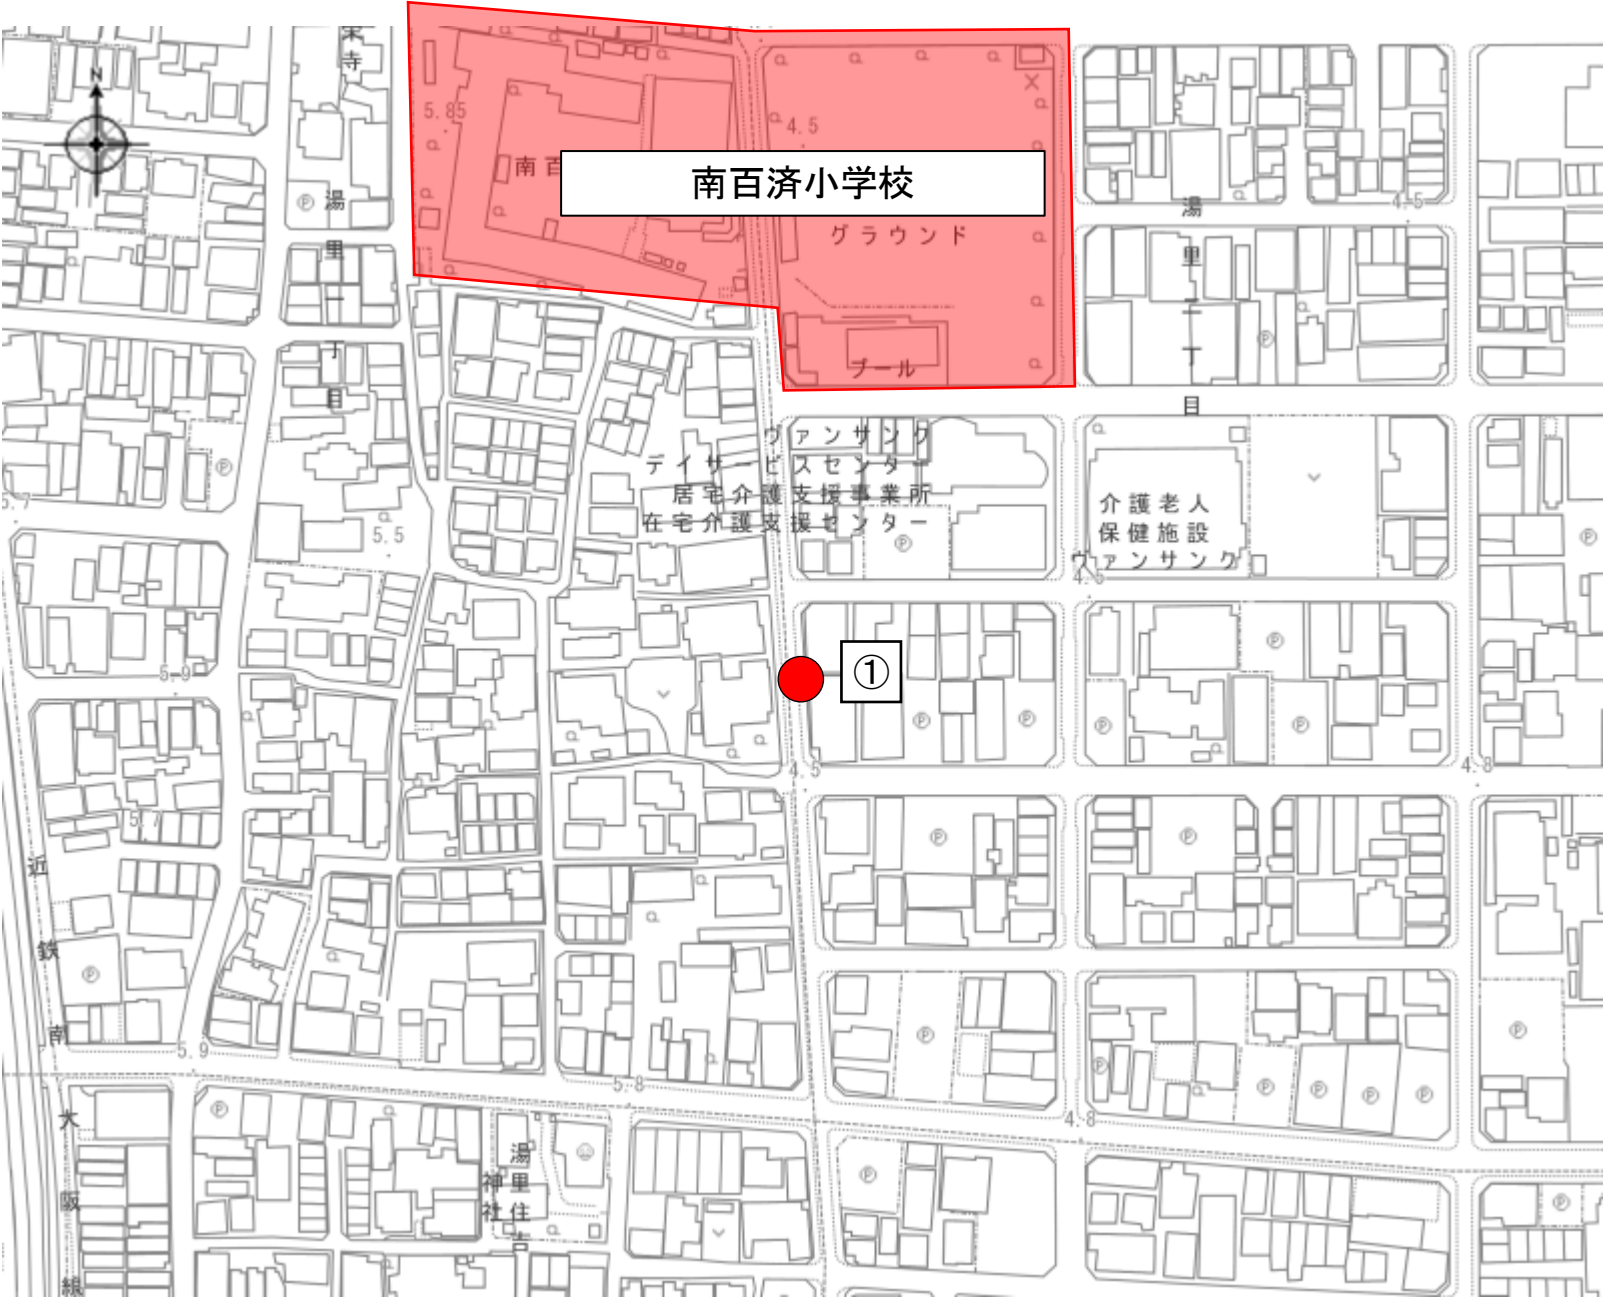 栄寺
N
5.85
4.5
南百
南百済小学校
グラウンド
プール
湯里一丁目
湯里二丁目
4.5
ヴァンサンク
デイサービスセンター
居宅介護支援事業所
在宅介護支援センター
介護老人
保健施設
ヴァンサンク
5.7
5.5
4.6
5.9
①
4.5
4.8
5.7
近鉄南大阪線
5.9
5.8
4.8
湯里住吉
神社